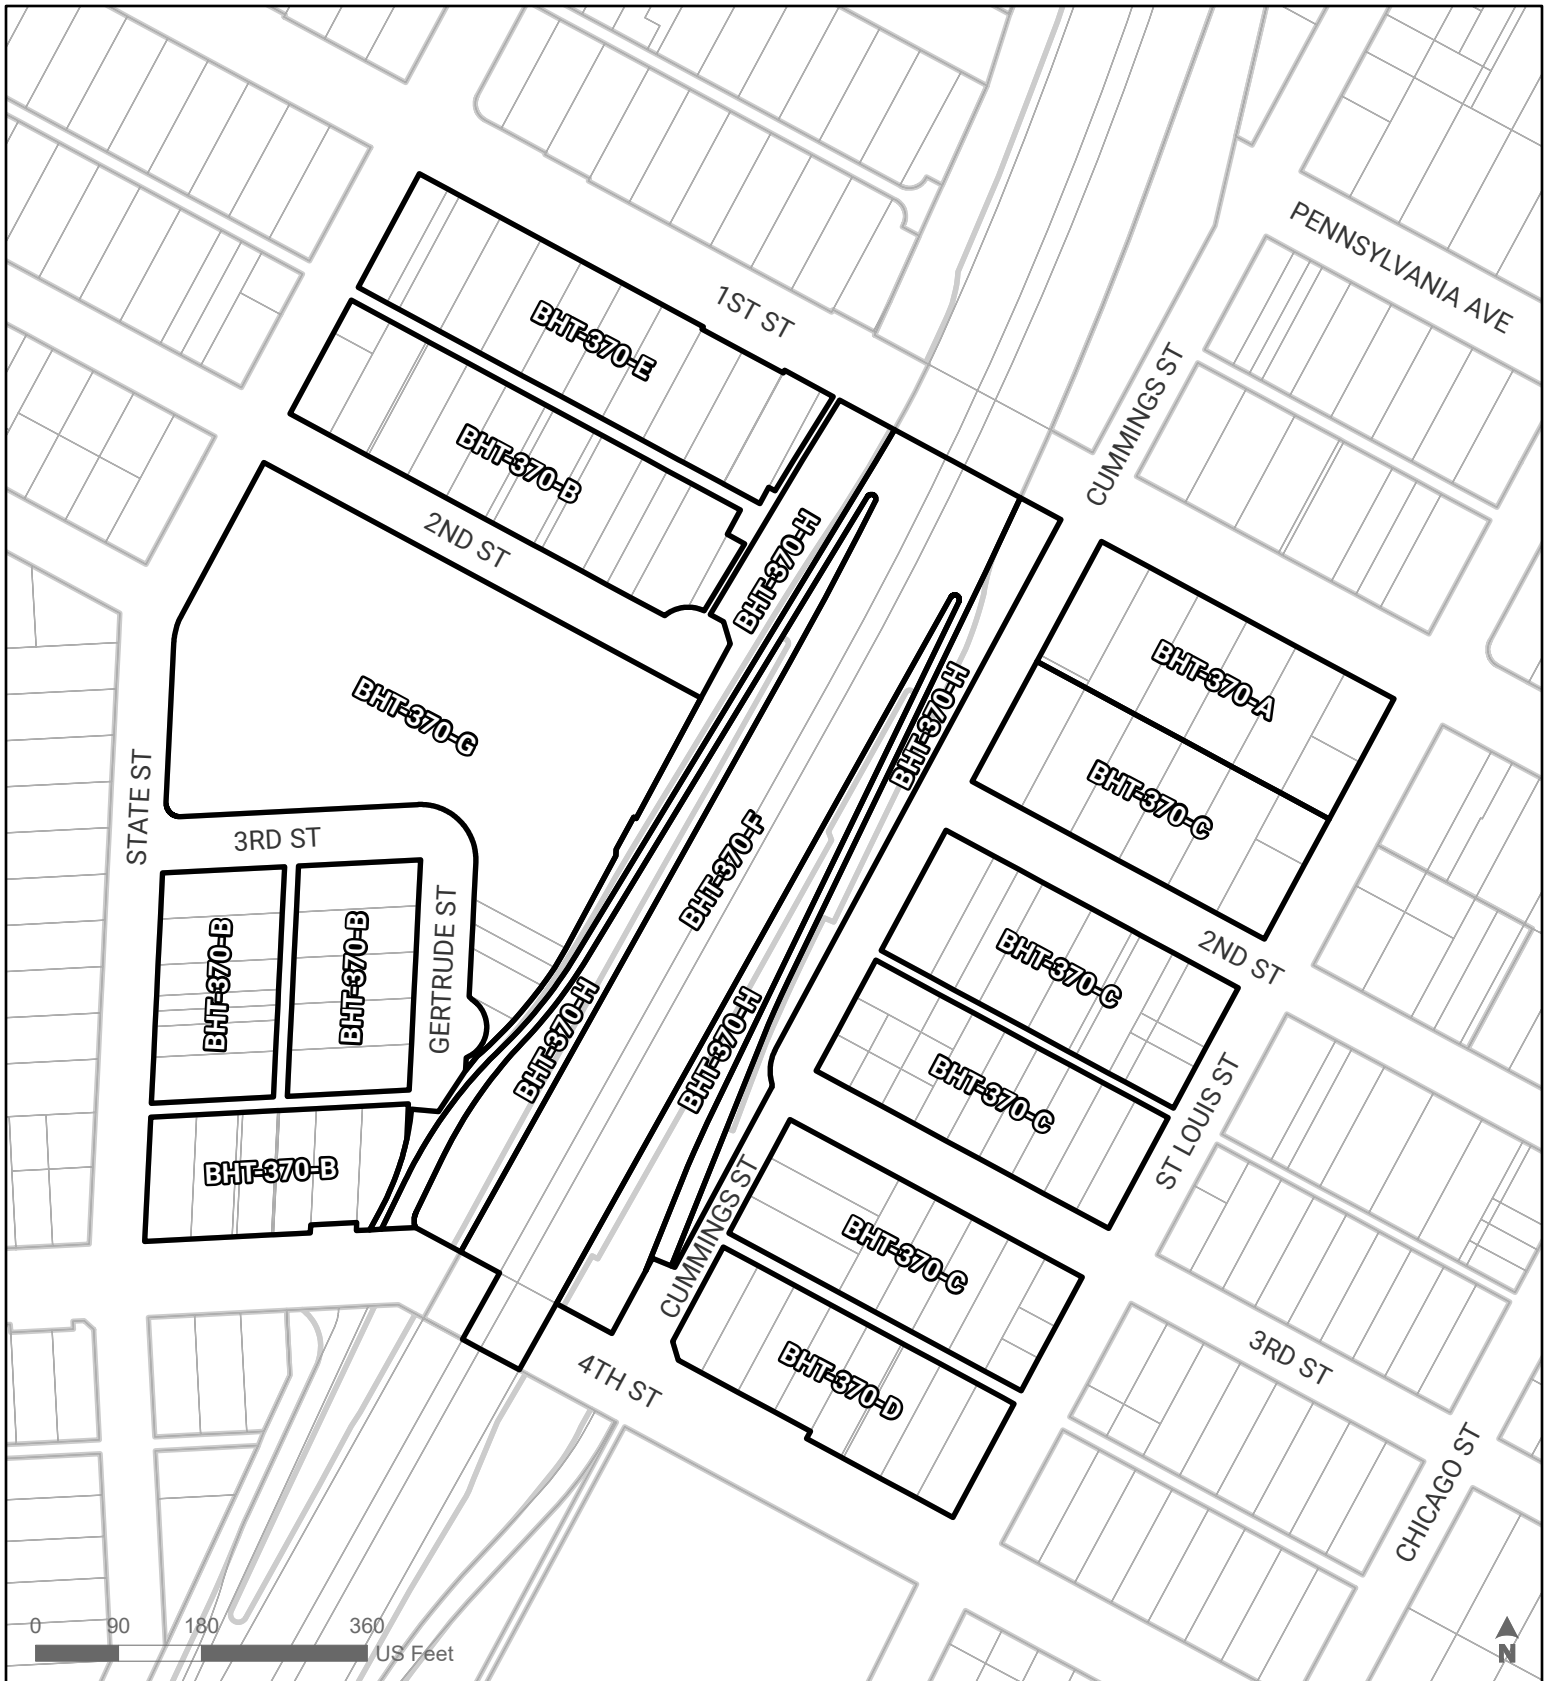 PENNSYLVANIA AVE
1ST ST
BHT-370-E
CUMMINGS ST
BHT-370-B
2ND ST
BHT-370-H
BHT-370-A
BHT-370-G
BHT-370-H
BHT-370-C
STATE ST
3RD ST
BHT-370-F
2ND ST
BHT-370-B
BHT-370-B
GERTRUDE ST
BHT-370-C
BHT-370-H
BHT-370-H
BHT-370-C
ST LOUIS ST
BHT-370-B
CUMMINGS ST
BHT-370-C
3RD ST
4TH ST
BHT-370-D
CHICAGO ST
0 90 180 360
US Feet
N